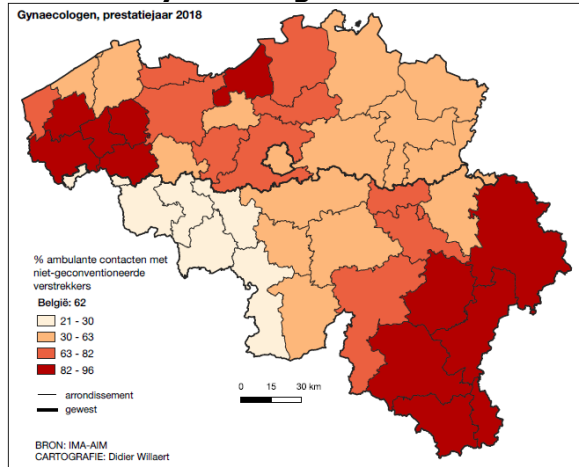 Gynaecologen, prestatiejaar 2018
% ambulante contacten met
niet-geconventioneerde
verstrekkers
België: 62
21 - 30
30 - 63
63 - 82
82 - 96
arrondissement
gewest
0 15 30 km
BRON: IMA-AIM
CARTOGRAFIE: Didier Willaert